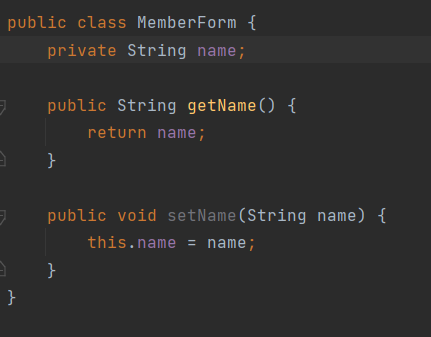 public class MemberForm {
    private String name;
    public String getName() {
        return name;
    }
    public void setName(String name) {
        this.name = name;
    }
}